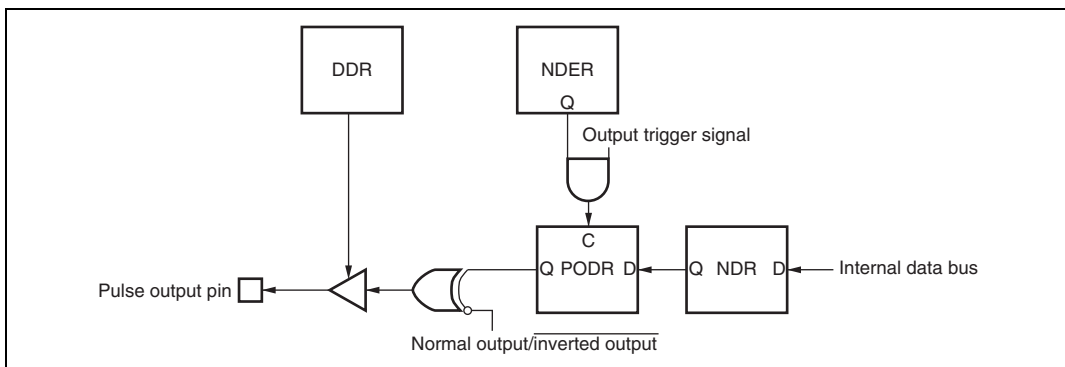 DDR
NDER
Q
Output trigger signal
C
Q PODR D
Q NDR D
Internal data bus
Pulse output pin
Normal output/inverted output